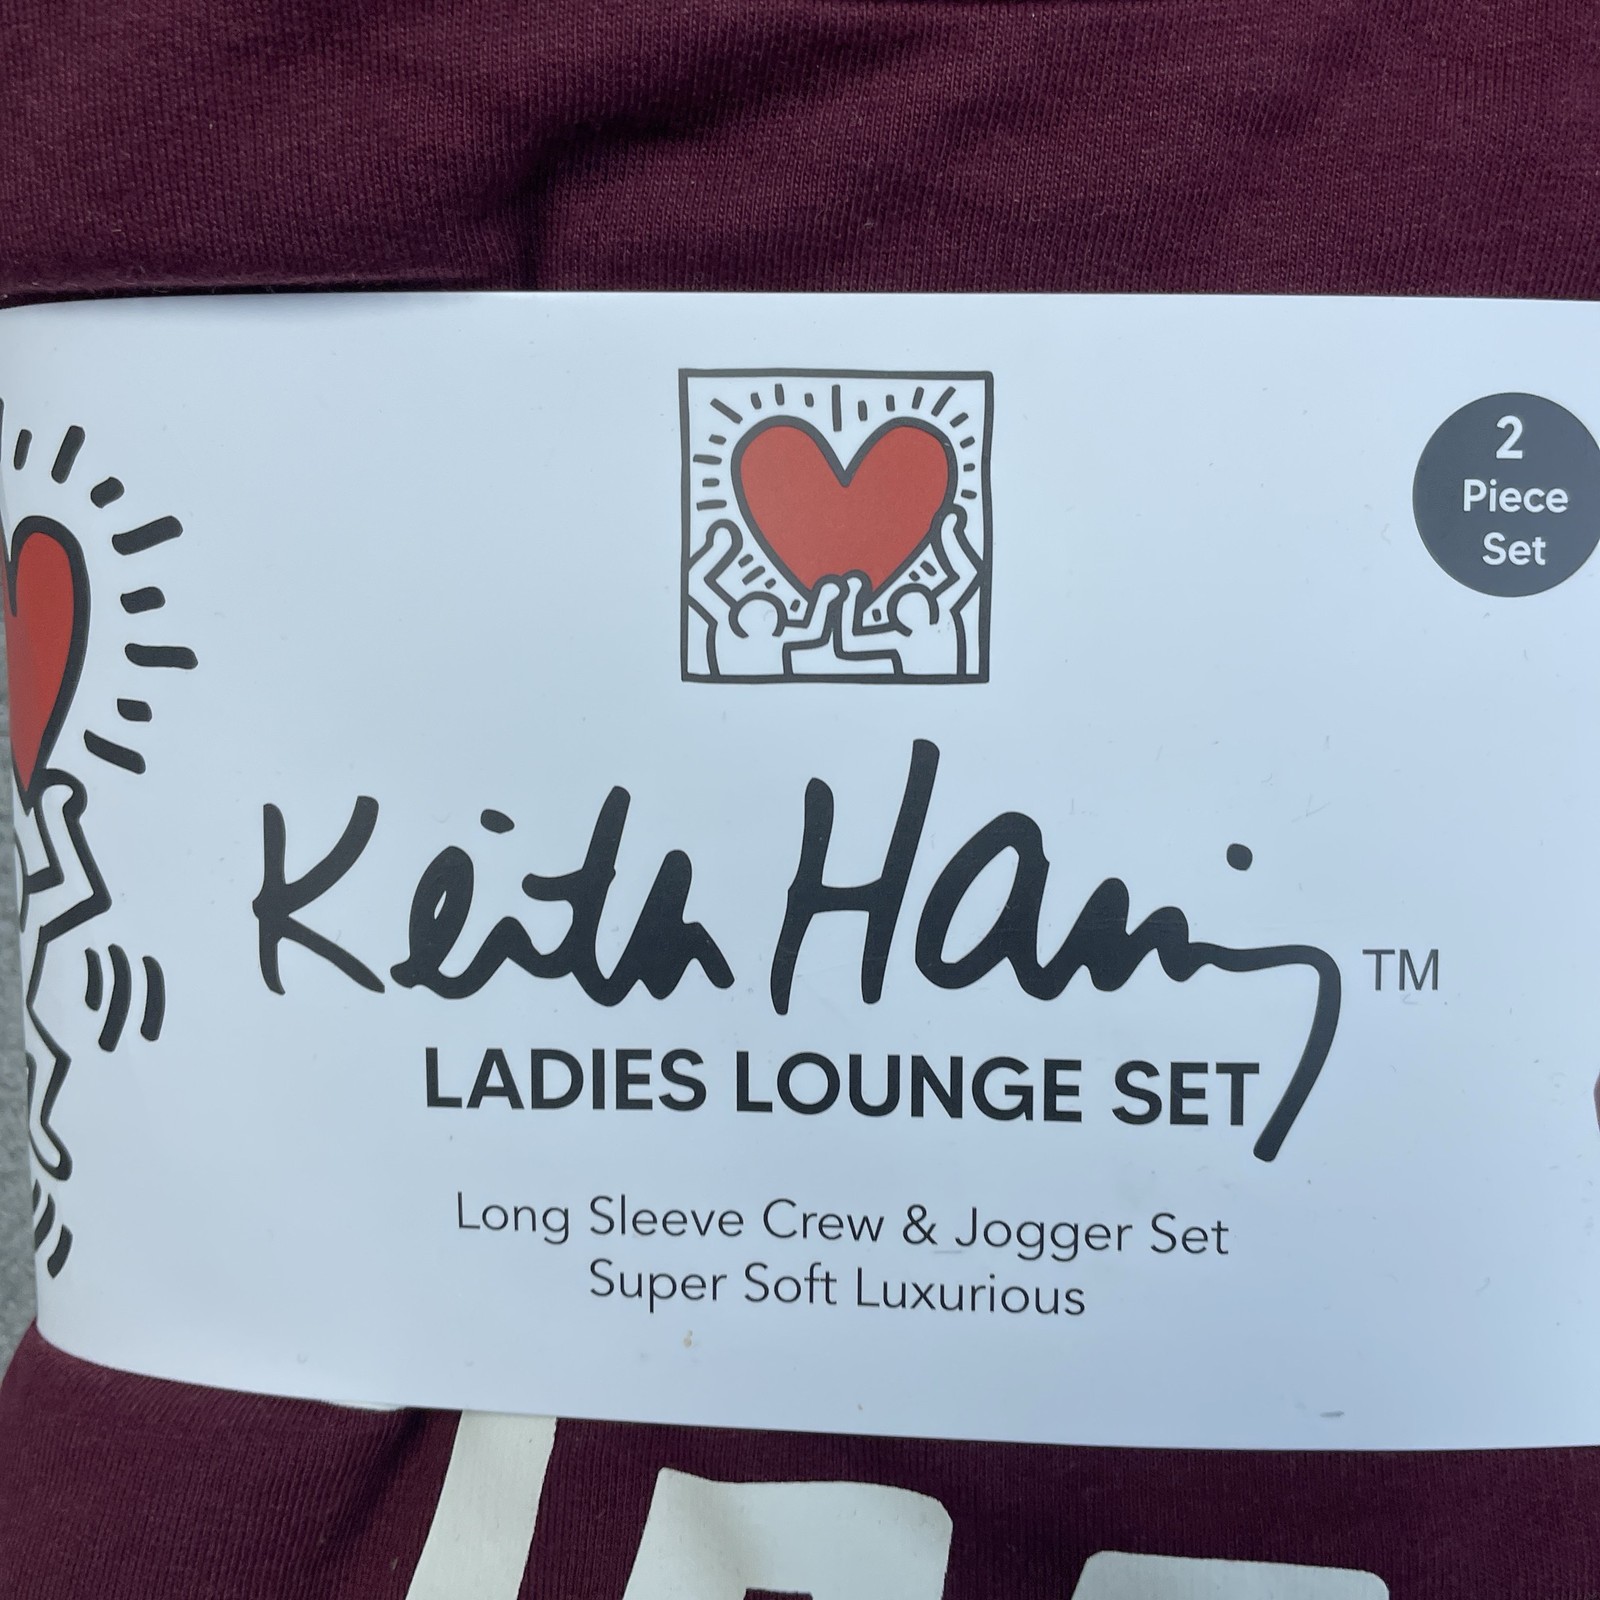 2
Piece
Set
Keith Haring TM
LADIES LOUNGE SET
Long Sleeve Crew & Jogger Set
Super Soft Luxurious